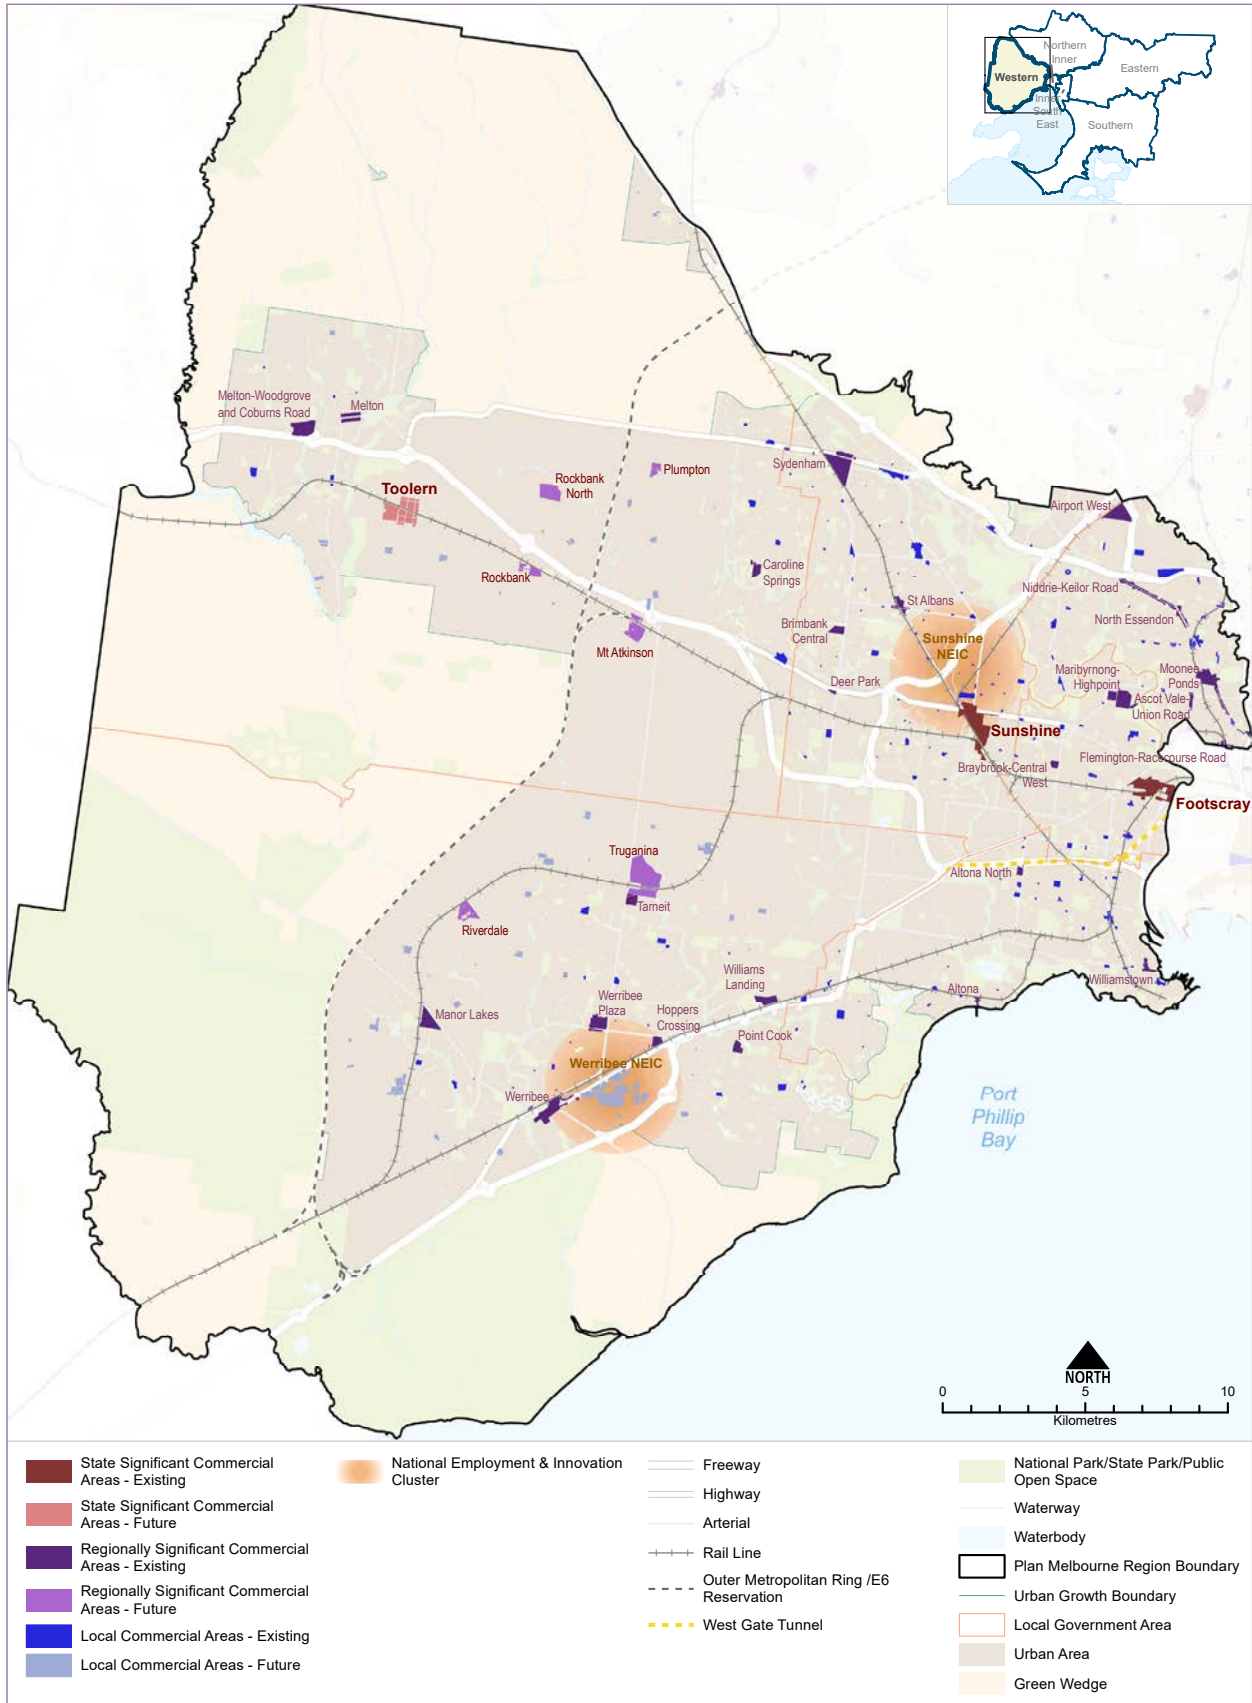 Northern
Inner
Eastern
Western
Inner
South
East
Southern
Melton-Woodgrove
and Coburns Road
Melton
Toolern
Rockbank
North
Plumpton
Sydenham
Airport West
Rockbank
Caroline
Springs
Niddrie-Keilor Road
St Albans
North Essendon
Brimbank
Central
Sunshine
NEIC
Mt Atkinson
Maribyrnong-
Highpoint
Moonee
Ponds
Deer Park
Ascot Vale-
Union Road
Sunshine
Flemington-Racecourse Road
Braybrook-Central
West
Footscray
Truganina
Altona North
Tarneit
Riverdale
Williams
Landing
Williamstown
Altona
Werribee
Plaza
Hoppers
Crossing
Manor Lakes
Point Cook
Werribee NEIC
Werribee
Port
Phillip
Bay
NORTH
0 5 10
Kilometres
State Significant Commercial
Areas - Existing
State Significant Commercial
Areas - Future
Regionally Significant Commercial
Areas - Existing
Regionally Significant Commercial
Areas - Future
Local Commercial Areas - Existing
Local Commercial Areas - Future
National Employment & Innovation
Cluster
Freeway
Highway
Arterial
Rail Line
Outer Metropolitan Ring /E6
Reservation
West Gate Tunnel
National Park/State Park/Public
Open Space
Waterway
Waterbody
Plan Melbourne Region Boundary
Urban Growth Boundary
Local Government Area
Urban Area
Green Wedge